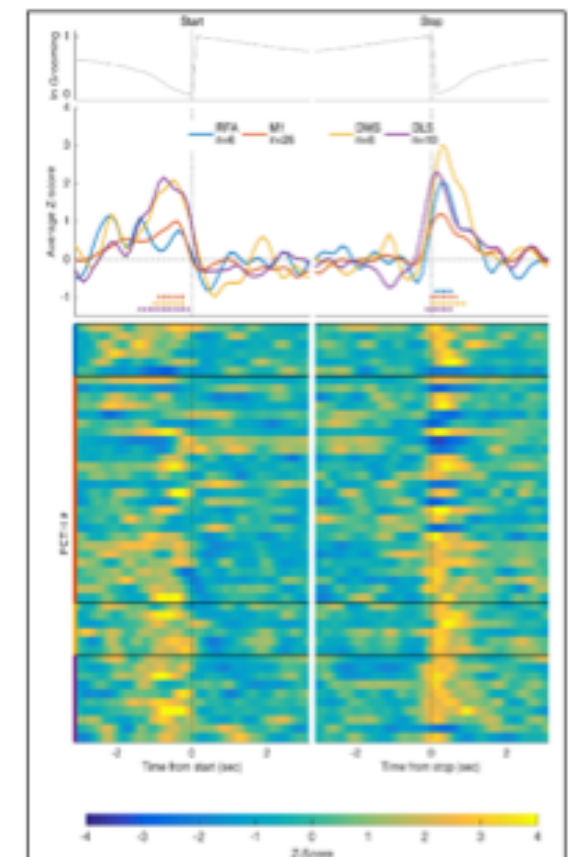 Start
Stop
in Grooming
1
0
Average Z-score
4
3
2
1
0
-1
RFA
n=6
M1
n=26
DMS
n=6
DLS
n=10
-2
0
2
-2
0
2
Time from start (sec)
Time from stop (sec)
-4
-3
-2
-1
0
1
2
3
4
Z-Score